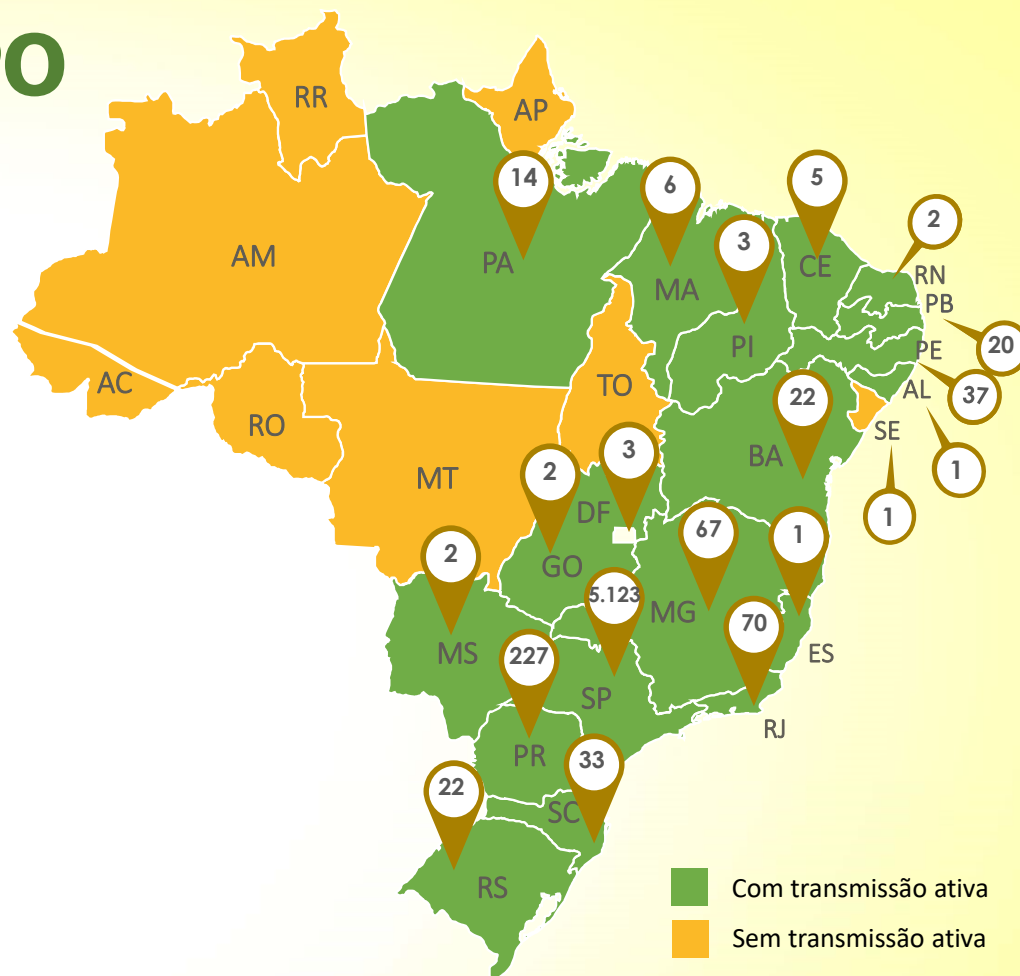 PO
RR
AP
14
6
5
2
AM
PA
3
CE
RN
MA
PB
PI
20
AC
TO
PE
RO
22
AL
37
SE
MT
BA
3
2
DF
1
1
67
1
2
GO
5.123
MG
70
MS
ES
227
SP
RJ
PR
33
22
SC
RS
Com transmissão ativa
Sem transmissão ativa